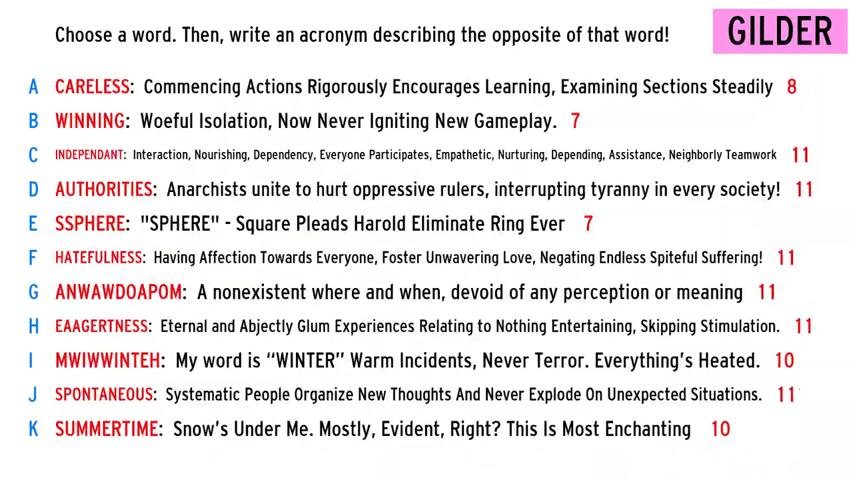 Choose a word. Then, write an acronym describing the opposite of that word! GILDER
A CARELESS: Commencing Actions Rigorously Encourages Learning, Examining Sections Steadily 8
B WINNING: Woeful Isolation, Now Never Igniting New Gameplay. 7
C INDEPENDANT: Interaction, Nourishing, Dependency, Everyone Participates, Empathetic, Nurturing, Depending, Assistance, Neighborly Teamwork 11
D AUTHORITIES: Anarchists unite to hurt oppressive rulers, interrupting tyranny in every society! 11
E SSPHERE: "SPHERE" - Square Pleads Harold Eliminate Ring Ever 7
F HATEFULNESS: Having Affection Towards Everyone, Foster Unwavering Love, Negating Endless Spiteful Suffering! 11
G ANWAWDOAPOM: A nonexistent where and when, devoid of any perception or meaning 11
H EAAGERTNESS: Eternal and Abjectly Glum Experiences Relating to Nothing Entertaining, Skipping Stimulation. 11
I MWIWWINTEH: My word is “WINTER” Warm Incidents, Never Terror. Everything’s Heated. 10
J SPONTANEOUS: Systematic People Organize New Thoughts And Never Explode On Unexpected Situations. 11
K SUMMERTIME: Snow’s Under Me. Mostly, Evident, Right? This Is Most Enchanting 10